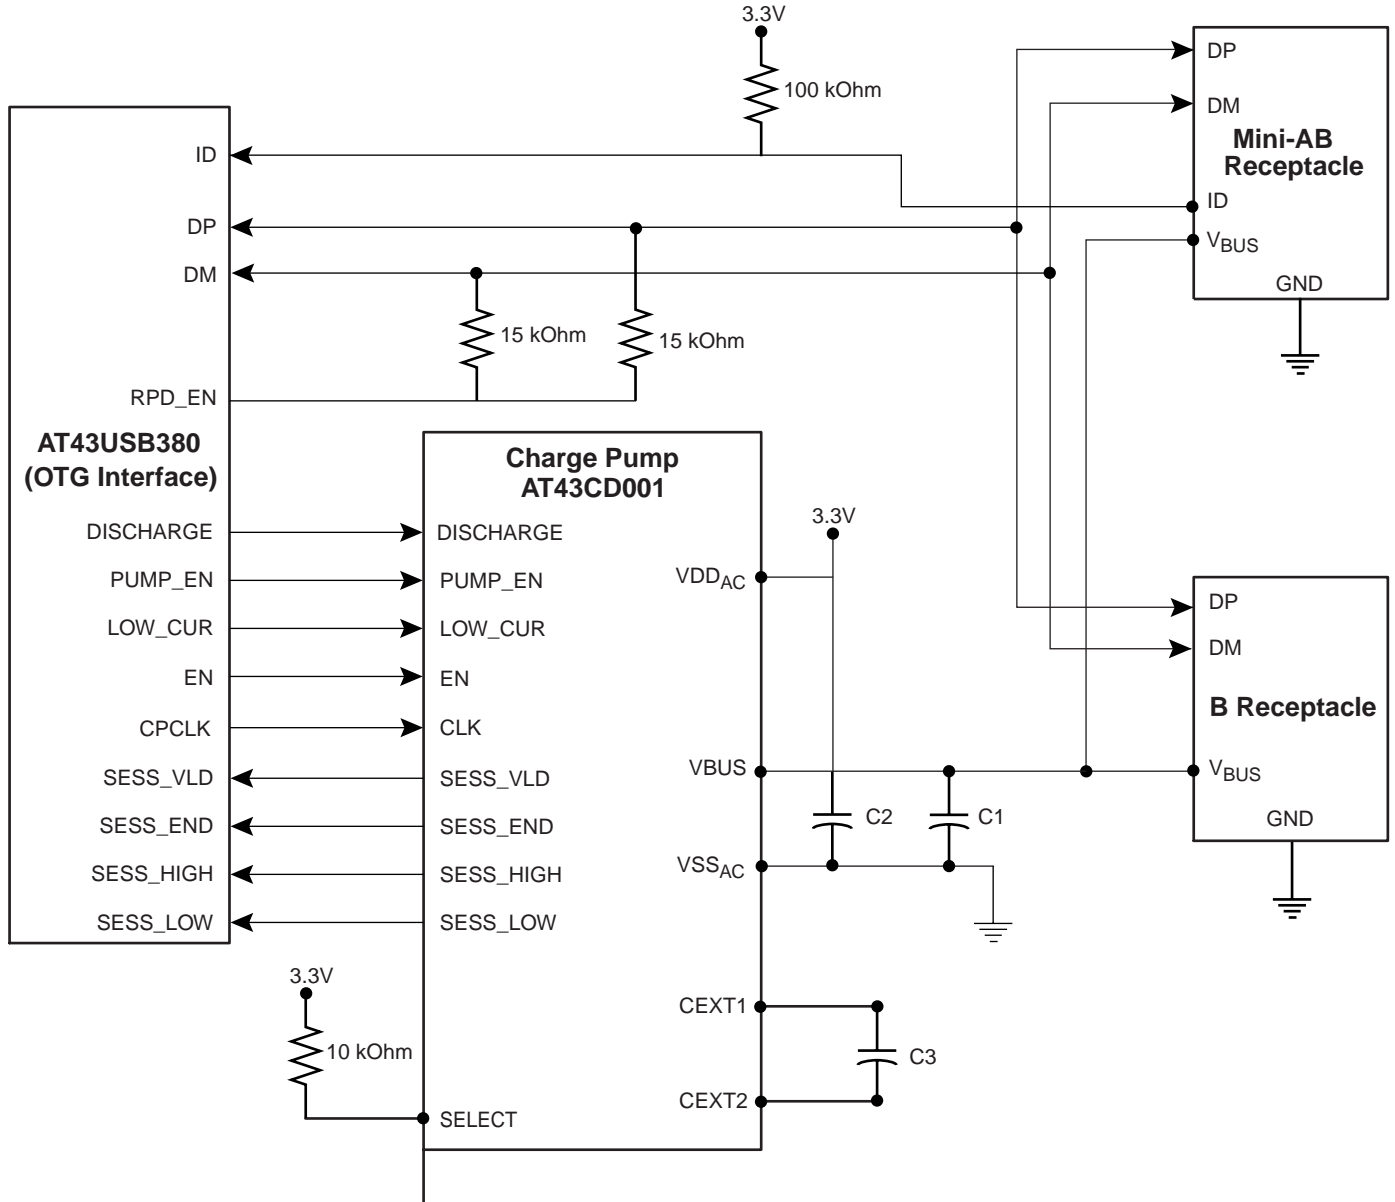 3.3V
100 kOhm
DP
DM
Mini-AB
Receptacle
ID
VBUS
GND
ID
DP
DM
15 kOhm
15 kOhm
RPD_EN
AT43USB380
(OTG Interface)
DISCHARGE
PUMP_EN
LOW_CUR
EN
CPCLK
SESS_VLD
SESS_END
SESS_HIGH
SESS_LOW
Charge Pump
AT43CD001
DISCHARGE
PUMP_EN
LOW_CUR
EN
CLK
SESS_VLD
SESS_END
SESS_HIGH
SESS_LOW
SELECT
3.3V
10 kOhm
3.3V
VDDAC
VBUS
VSSAC
CEXT1
CEXT2
C2
C1
C3
DP
DM
B Receptacle
VBUS
GND